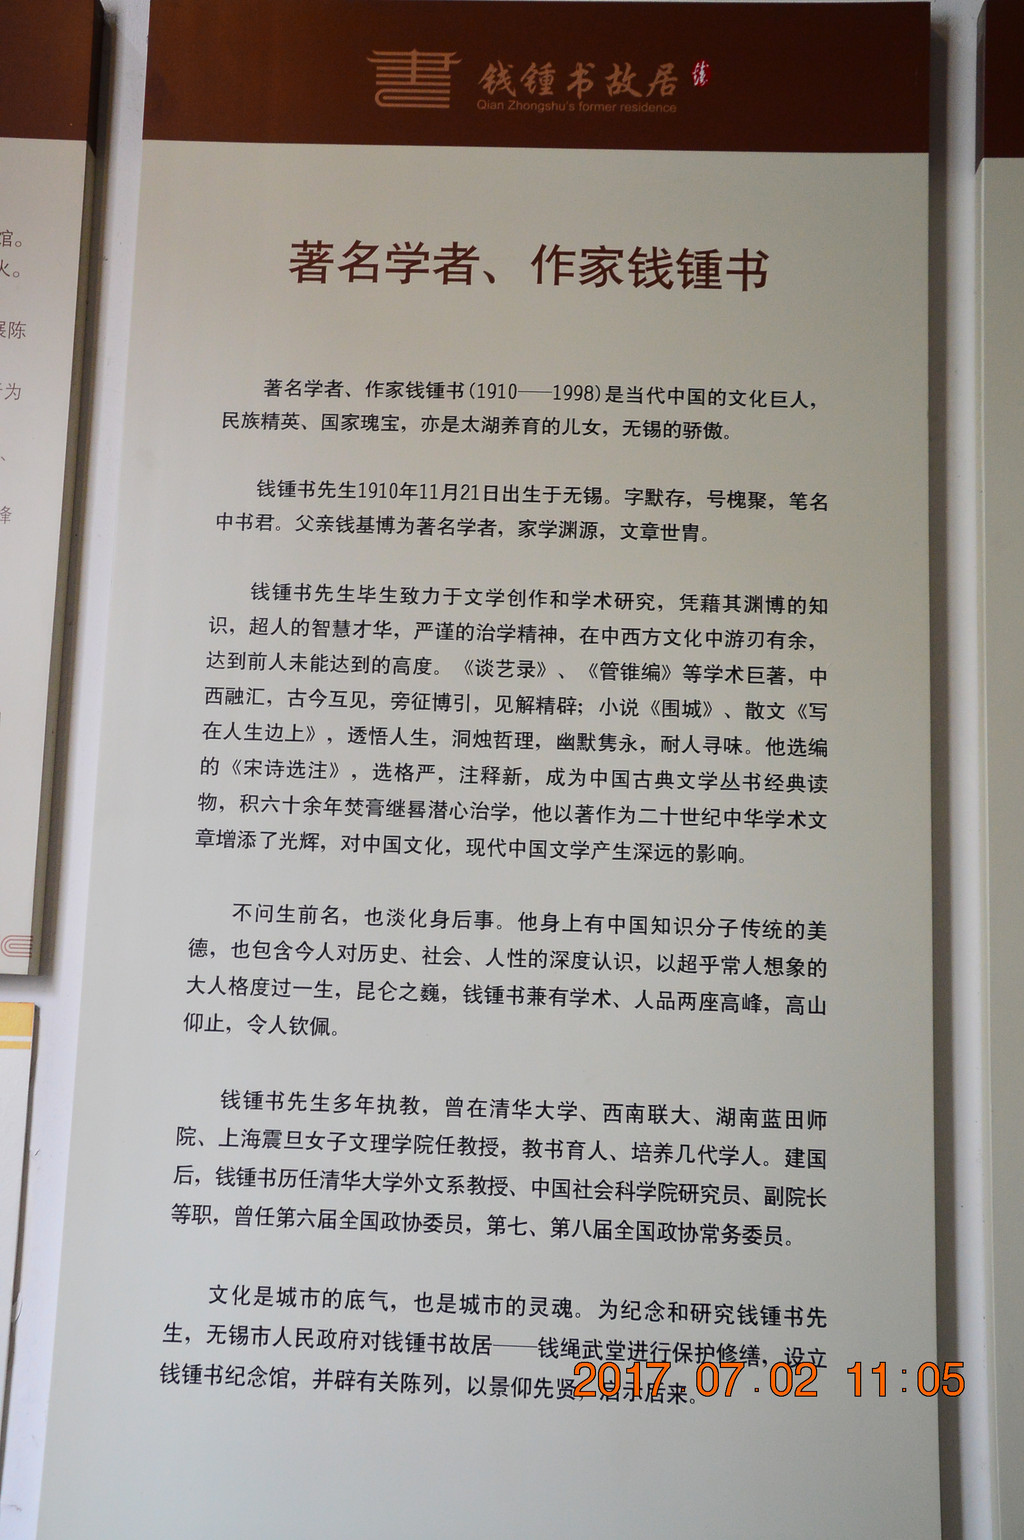 钱锺书故居
Qian Zhongshu's former residence
著名学者、作家钱锺书
著名学者、作家钱锺书(1910——1998)是当代中国的文化巨人，
民族精英、国家瑰宝，亦是太湖养育的儿女，无锡的骄傲。
钱锺书先生1910年11月21日出生于无锡。字默存，号槐聚，笔名
中书君。父亲钱基博为著名学者，家学渊源，文章世胄。
钱锺书先生毕生致力于文学创作和学术研究，凭藉其渊博的知
识，超人的智慧才华，严谨的治学精神，在中西方文化中游刃有余，
达到前人未能达到的高度。《谈艺录》、《管锥编》等学术巨著，中
西融汇，古今互见，旁征博引，见解精辟；小说《围城》、散文《写
在人生边上》，透悟人生，洞烛哲理，幽默隽永，耐人寻味。他选编
的《宋诗选注》，选格严，注释新，成为中国古典文学丛书经典读
物，积六十余年焚膏继晷潜心治学，他以著作为二十世纪中华学术文
章增添了光辉，对中国文化，现代中国文学产生深远的影响。
不问生前名，也淡化身后事。他身上有中国知识分子传统的美
德，也包含今人对历史、社会、人性的深度认识，以超乎常人想象的
大人格度过一生，昆仑之巍，钱锺书兼有学术、人品两座高峰，高山
仰止，令人钦佩。
钱锺书先生多年执教，曾在清华大学、西南联大、湖南蓝田师
院、上海震旦女子文理学院任教授，教书育人、培养几代学人。建国
后，钱锺书历任清华大学外文系教授、中国社会科学院研究员、副院长
等职，曾任第六届全国政协委员，第七、第八届全国政协常务委员。
文化是城市的底气，也是城市的灵魂。为纪念和研究钱锺书先
生，无锡市人民政府对钱锺书故居——钱绳武堂进行保护修缮，设立
钱锺书纪念馆，并辟有关陈列，以景仰先贤，启示后来。
2017.07.02 11:05
馆。
火。
展陈
为
、
峰